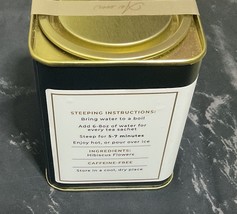 STEEPING INSTRUCTIONS:
Bring water to a boil
Add 6-8oz of water for
every tea sachet
Steep for 5-7 minutes
Enjoy hot, or pour over ice
INGREDIENTS:
Hibiscus Flowers
CAFFEINE-FREE
Store in a cool, dry place